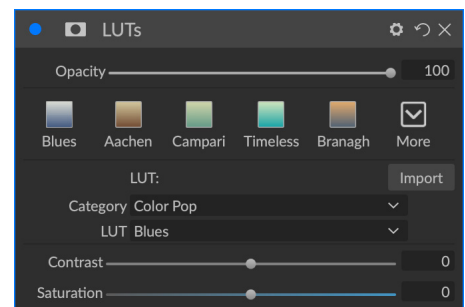 LUTs
Opacity 100
Blues Aachen Campari Timeless Branagh More
LUT: Import
Category Color Pop
LUT Blues
Contrast 0
Saturation 0